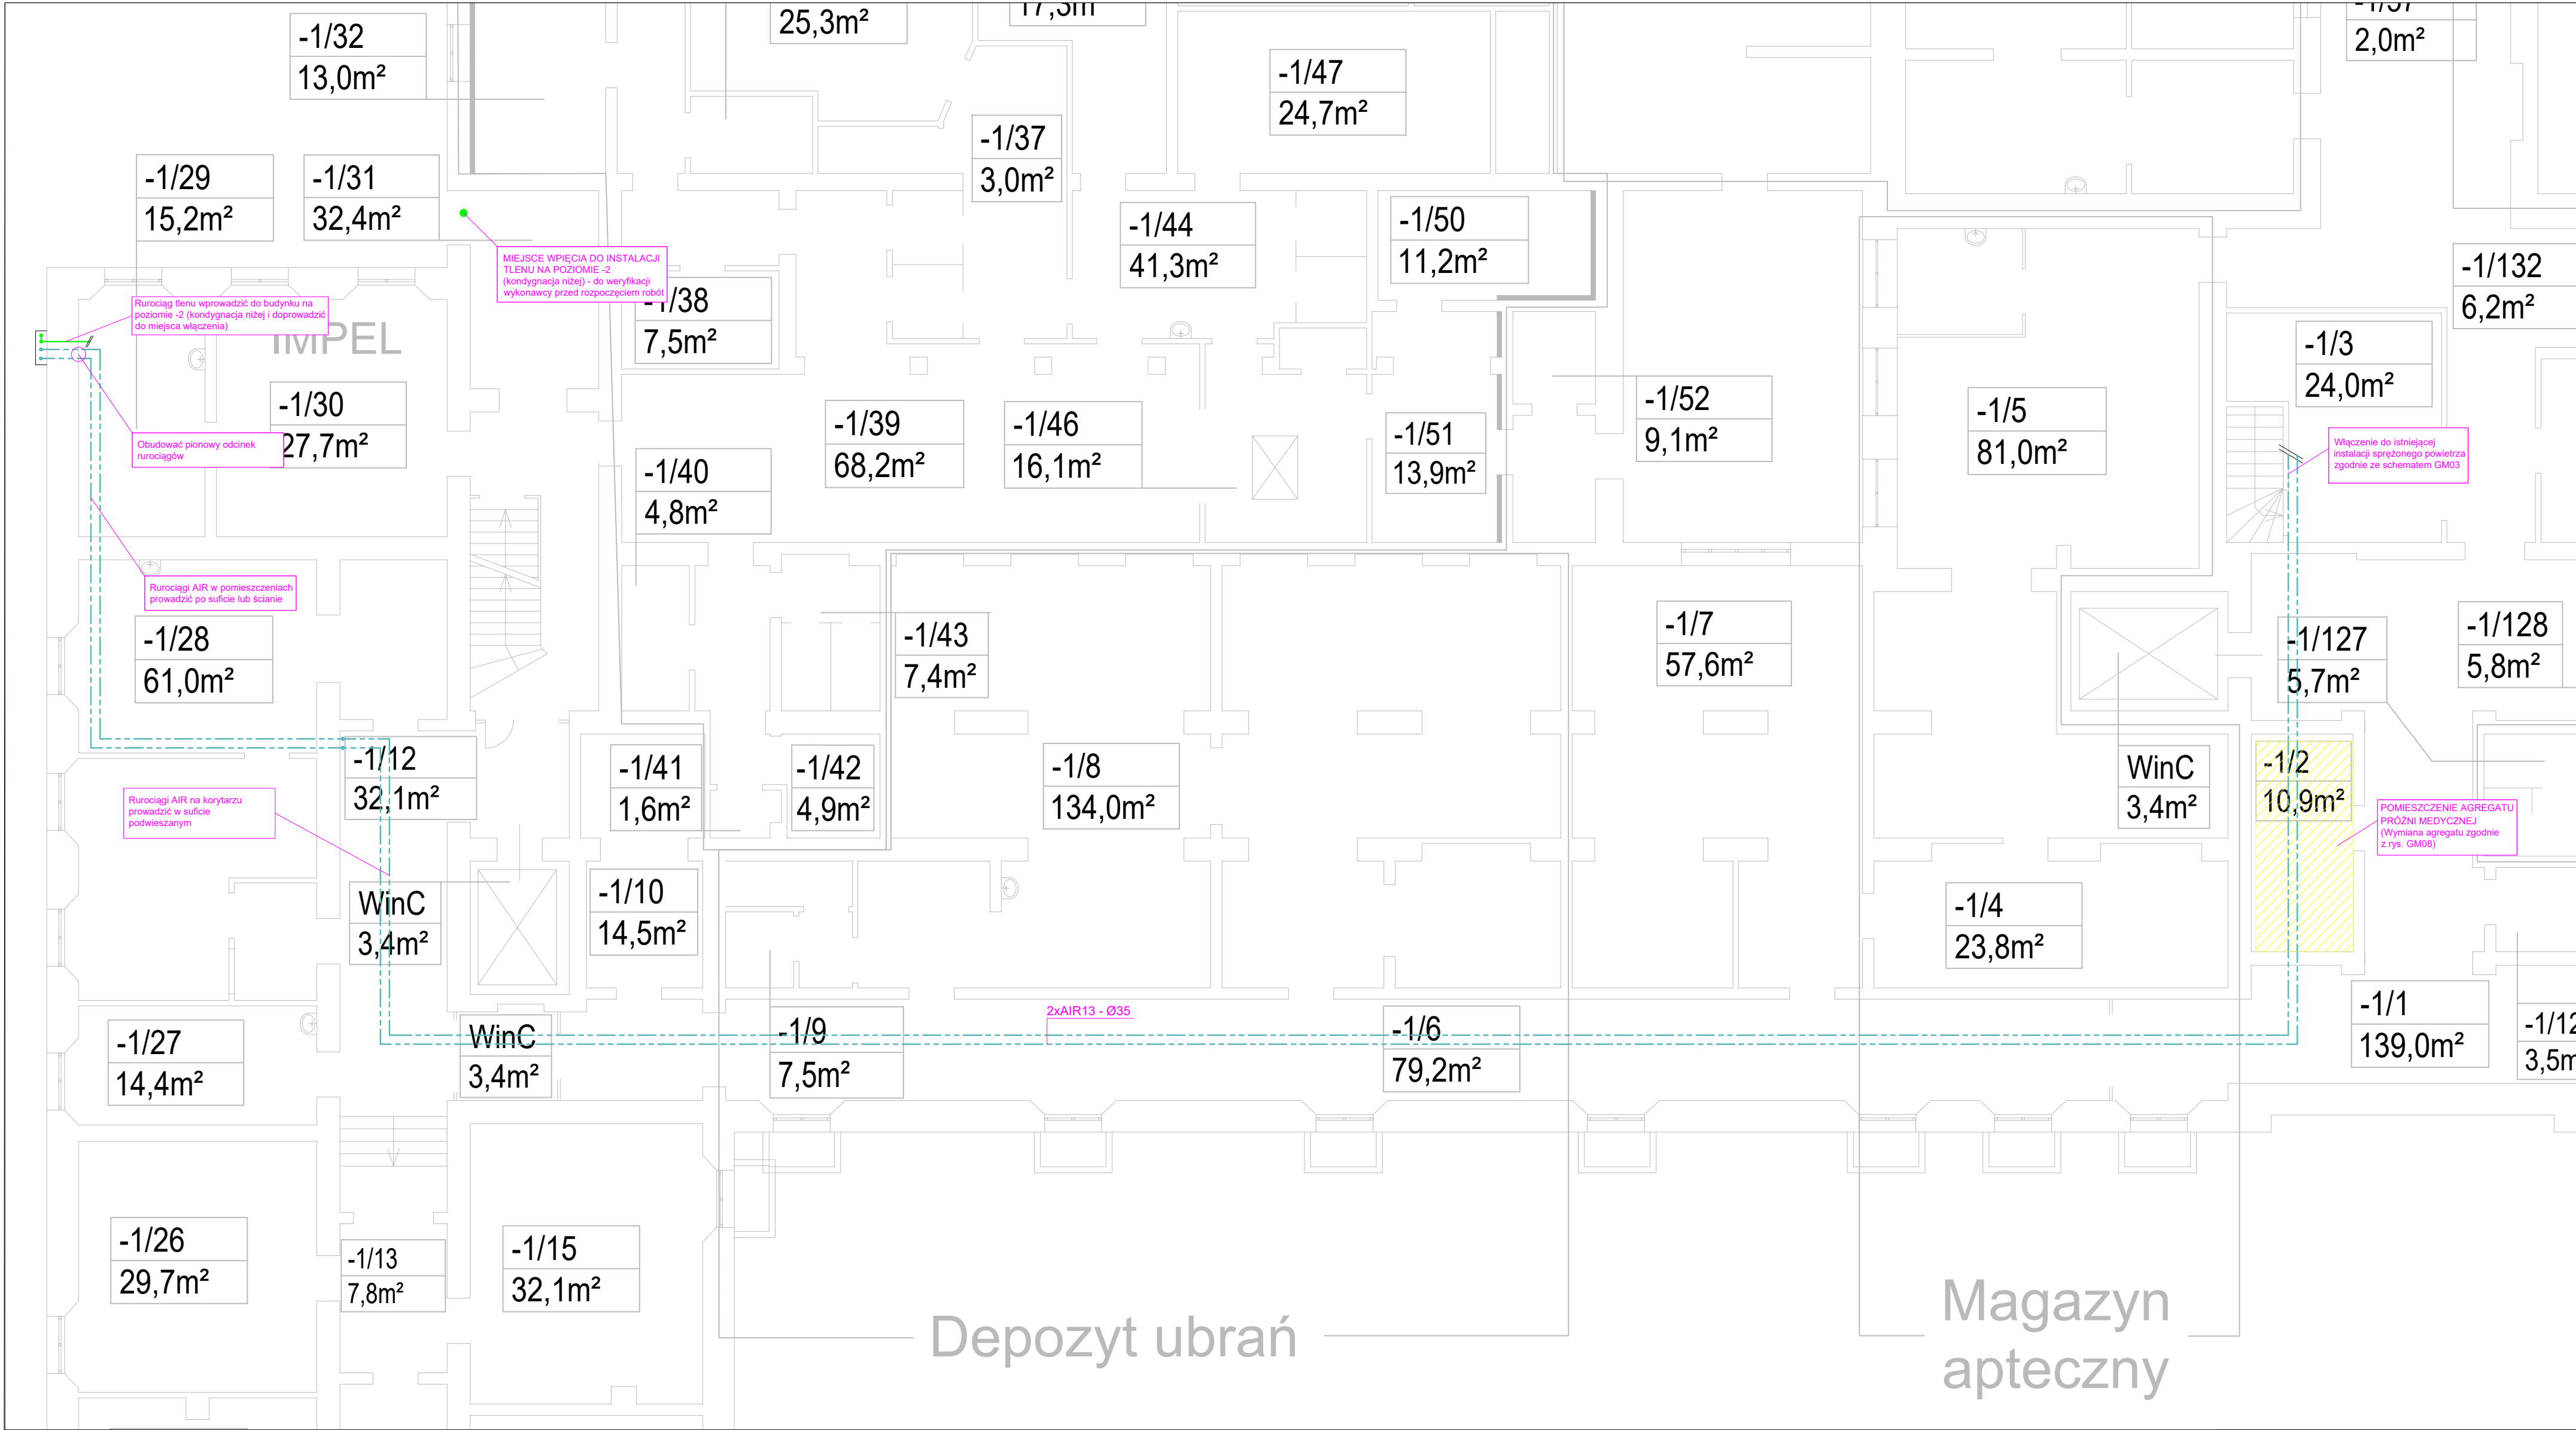 25,3m²
17,3m
-1/37
2,0m²
-1/32
13,0m²
-1/47
24,7m²
-1/37
3,0m²
-1/29
15,2m²
-1/31
32,4m²
-1/44
41,3m²
-1/50
11,2m²
-1/132
6,2m²
MIEJSCE WPIĘCIA DO INSTALACJI
TLENU NA POZIOMIE -2
(kondygnacja niżej) - do weryfikacji
wykonawcy przed rozpoczęciem robót
-1/38
7,5m²
Rurociąg tlenu wprowadzić do budynku na
poziomie -2 (kondygnacja niżej i doprowadzić
do miejsca włączenia)
IMPEL
-1/3
24,0m²
-1/30
27,7m²
-1/39
68,2m²
-1/46
16,1m²
-1/51
13,9m²
-1/52
9,1m²
-1/5
81,0m²
Obudować pionowy odcinek
rurociągów
-1/40
4,8m²
Włączenie do istniejącej
instalacji sprężonego powietrza
zgodnie ze schematem GM03
Rurociągi AIR w pomieszczeniach
prowadzić po suficie lub ścianie
-1/28
61,0m²
-1/43
7,4m²
-1/7
57,6m²
-1/127
5,7m²
-1/128
5,8m²
-1/12
32,1m²
-1/41
1,6m²
-1/42
4,9m²
-1/8
134,0m²
WinC
3,4m²
-1/2
10,9m²
Rurociągi AIR na korytarzu
prowadzić w suficie
podwieszanym
POMIESZCZENIE AGREGATU
PRÓŻNI MEDYCZNEJ
(Wymiana agregatu zgodnie
z rys. GM08)
WinC
3,4m²
-1/10
14,5m²
-1/4
23,8m²
-1/27
14,4m²
WinC
3,4m²
-1/9
7,5m²
2xAIR13 - Ø35
-1/6
79,2m²
-1/1
139,0m²
-1/12
3,5m
-1/26
29,7m²
-1/13
7,8m²
-1/15
32,1m²
Depozyt ubrań
Magazyn
apteczny